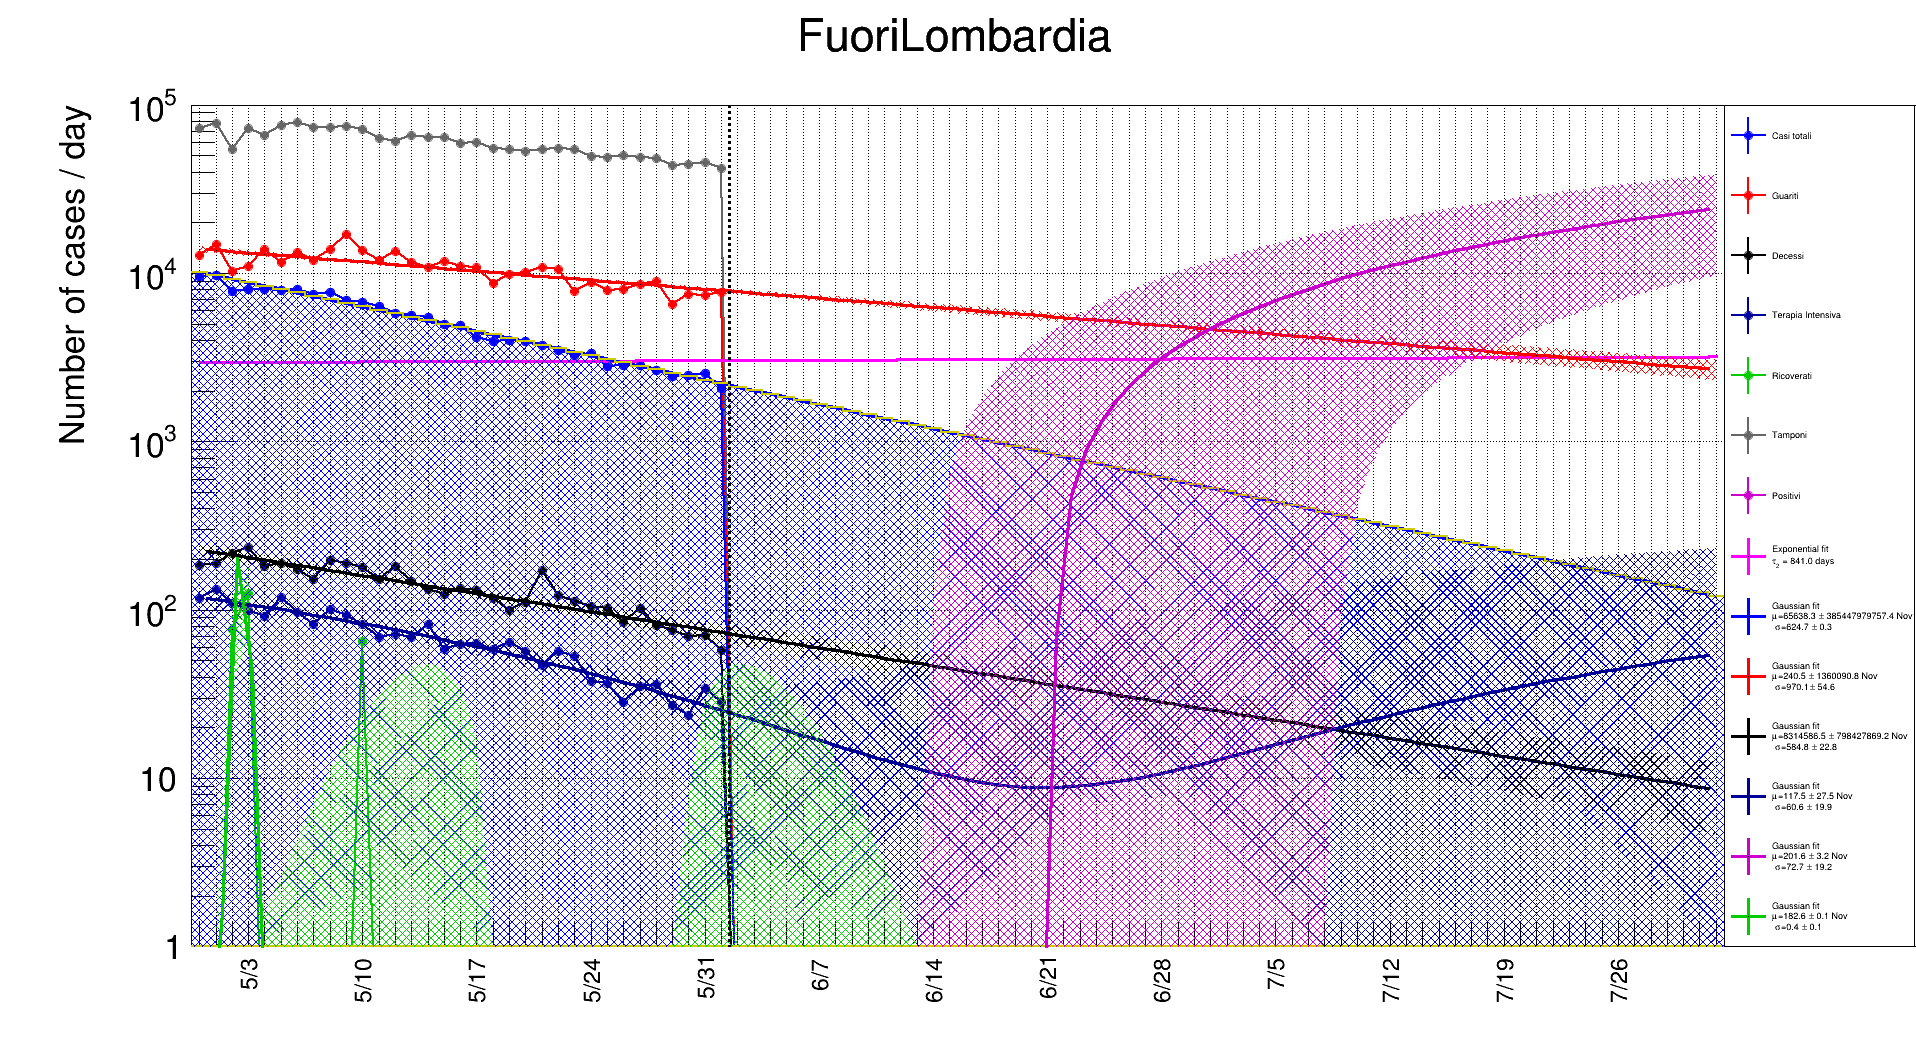 FuoriLombardia
Number of cases / day
10^5
10^4
10^3
10^2
10
1
5/3
5/10
5/17
5/24
5/31
6/7
6/14
6/21
6/28
7/5
7/12
7/19
7/26
Casi totali
Guariti
Decessi
Terapia Intensiva
Ricoverati
Tamponi
Positivi
Exponential fit
τ₂ = 841.0 days
Gaussian fit
μ=65638.3 ± 385447979757.4 Nov
σ=624.7 ± 0.3
Gaussian fit
μ=240.5 ± 1360090.8 Nov
σ=970.1 ± 54.6
Gaussian fit
μ=8314586.5 ± 798427869.2 Nov
σ=584.8 ± 22.8
Gaussian fit
μ=117.5 ± 27.5 Nov
σ=60.6 ± 19.9
Gaussian fit
μ=201.6 ± 3.2 Nov
σ=72.7 ± 19.2
Gaussian fit
μ=182.6 ± 0.1 Nov
σ=0.4 ± 0.1